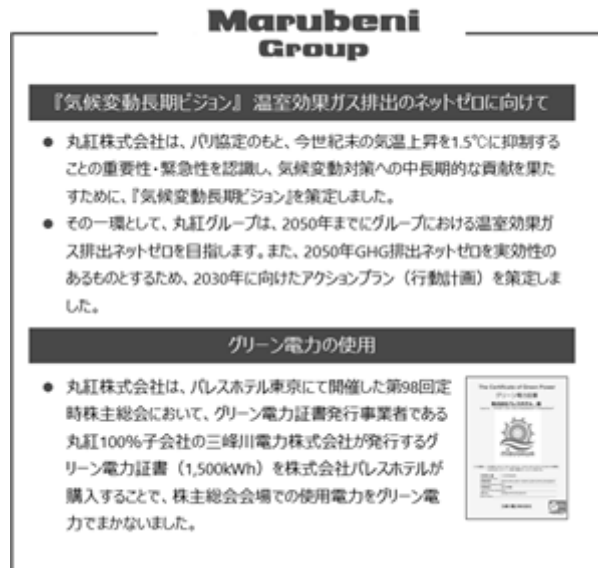 Marubeni
Group
『気候変動長期ビジョン』 温室効果ガス排出のネットゼロに向けて
● 丸紅株式会社は、パリ協定のもと、今世紀末の気温上昇を1.5℃に抑制する
ことの重要性・緊急性を認識し、気候変動対策への中長期的な貢献を果た
すために、『気候変動長期ビジョン』を策定しました。
● その一環として、丸紅グループは、2050年までにグループにおける温室効果ガ
ス排出ネットゼロを目指します。また、2050年GHG排出ネットゼロを実効性の
あるものとするため、2030年に向けたアクションプラン（行動計画）を策定しま
した。
グリーン電力の使用
● 丸紅株式会社は、パレスホテル東京にて開催した第98回定
時株主総会において、グリーン電力証書発行事業者である
丸紅100%子会社の三峰川電力株式会社が発行するグ
リーン電力証書（1,500kWh）を株式会社パレスホテルが
購入することで、株主総会会場での使用電力をグリーン電
力でまかないました。
The Certificate of Green Power
グリーン電力証書